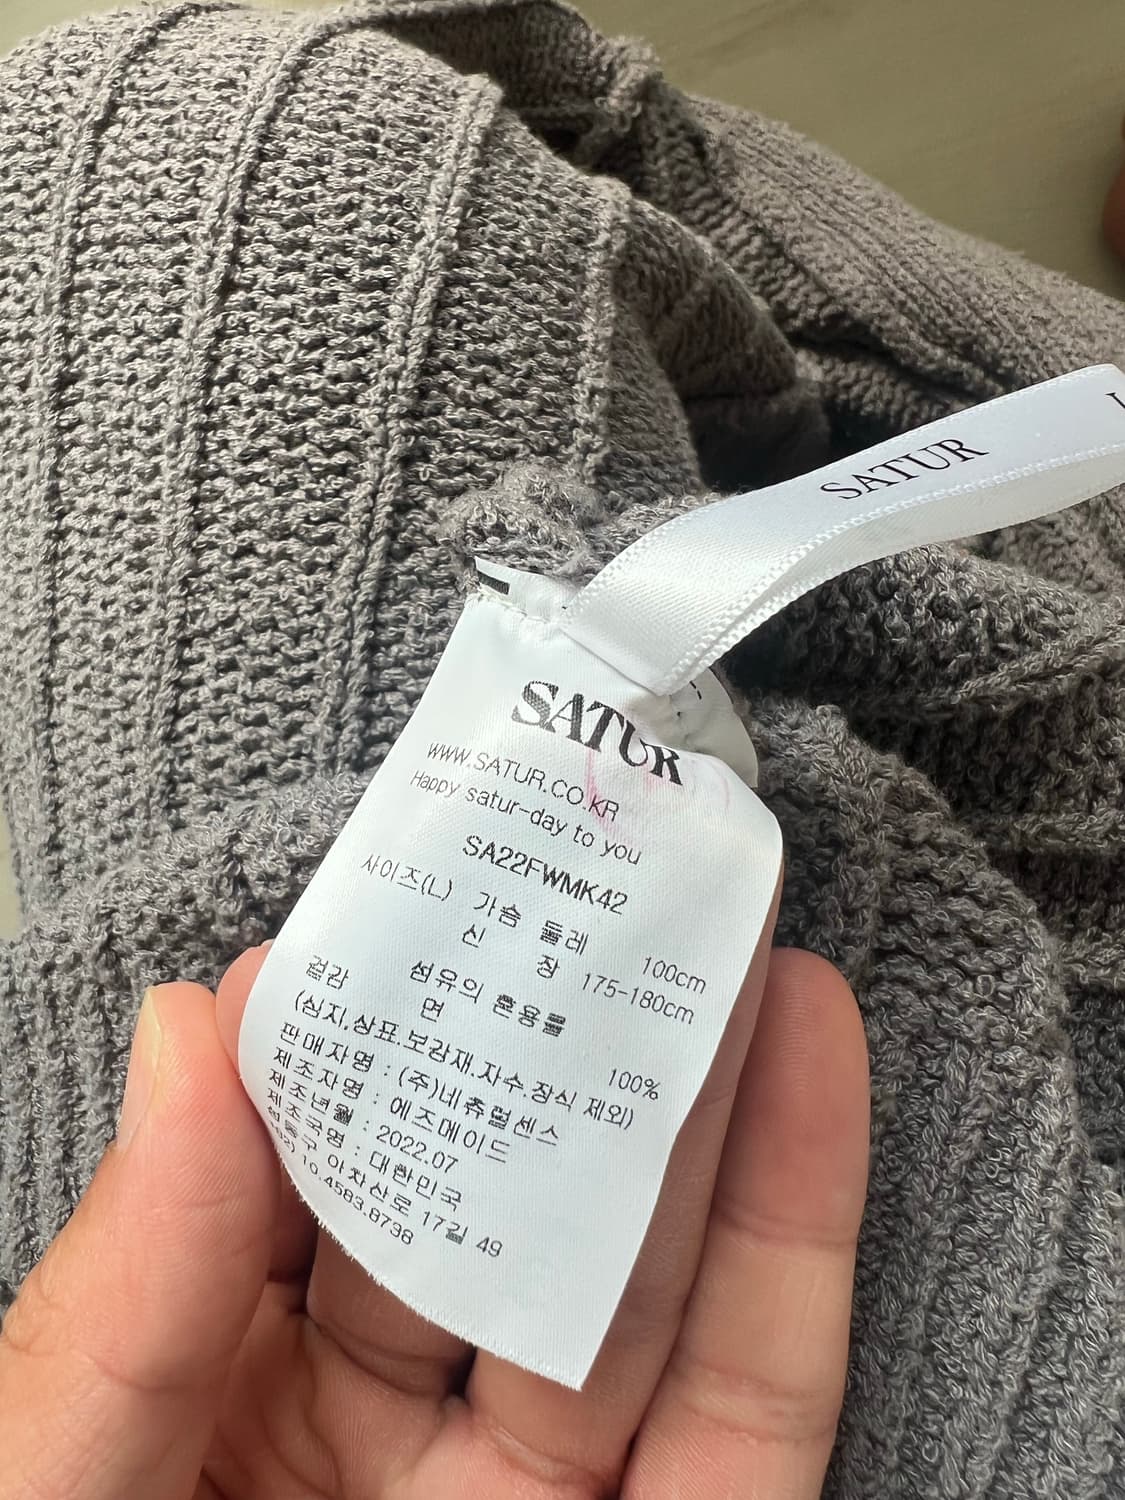 SATUR
SATUR
WWW.SATUR.CO.KR
Happy satur-day to you
SA22FWMK42
사이즈(L) 가슴 둘레 100cm
신 장 175-180cm
겉감 섬유의 혼용률
면 100%
(심지.상표.보강재.자수.장식 제외)
판매자명 : (주)네츄럴센스
제조자명 : 에즈메이드
제조년월 : 2022.07
제조국명 : 대한민국
성동구 아차산로 17길 49
10.4583.8738